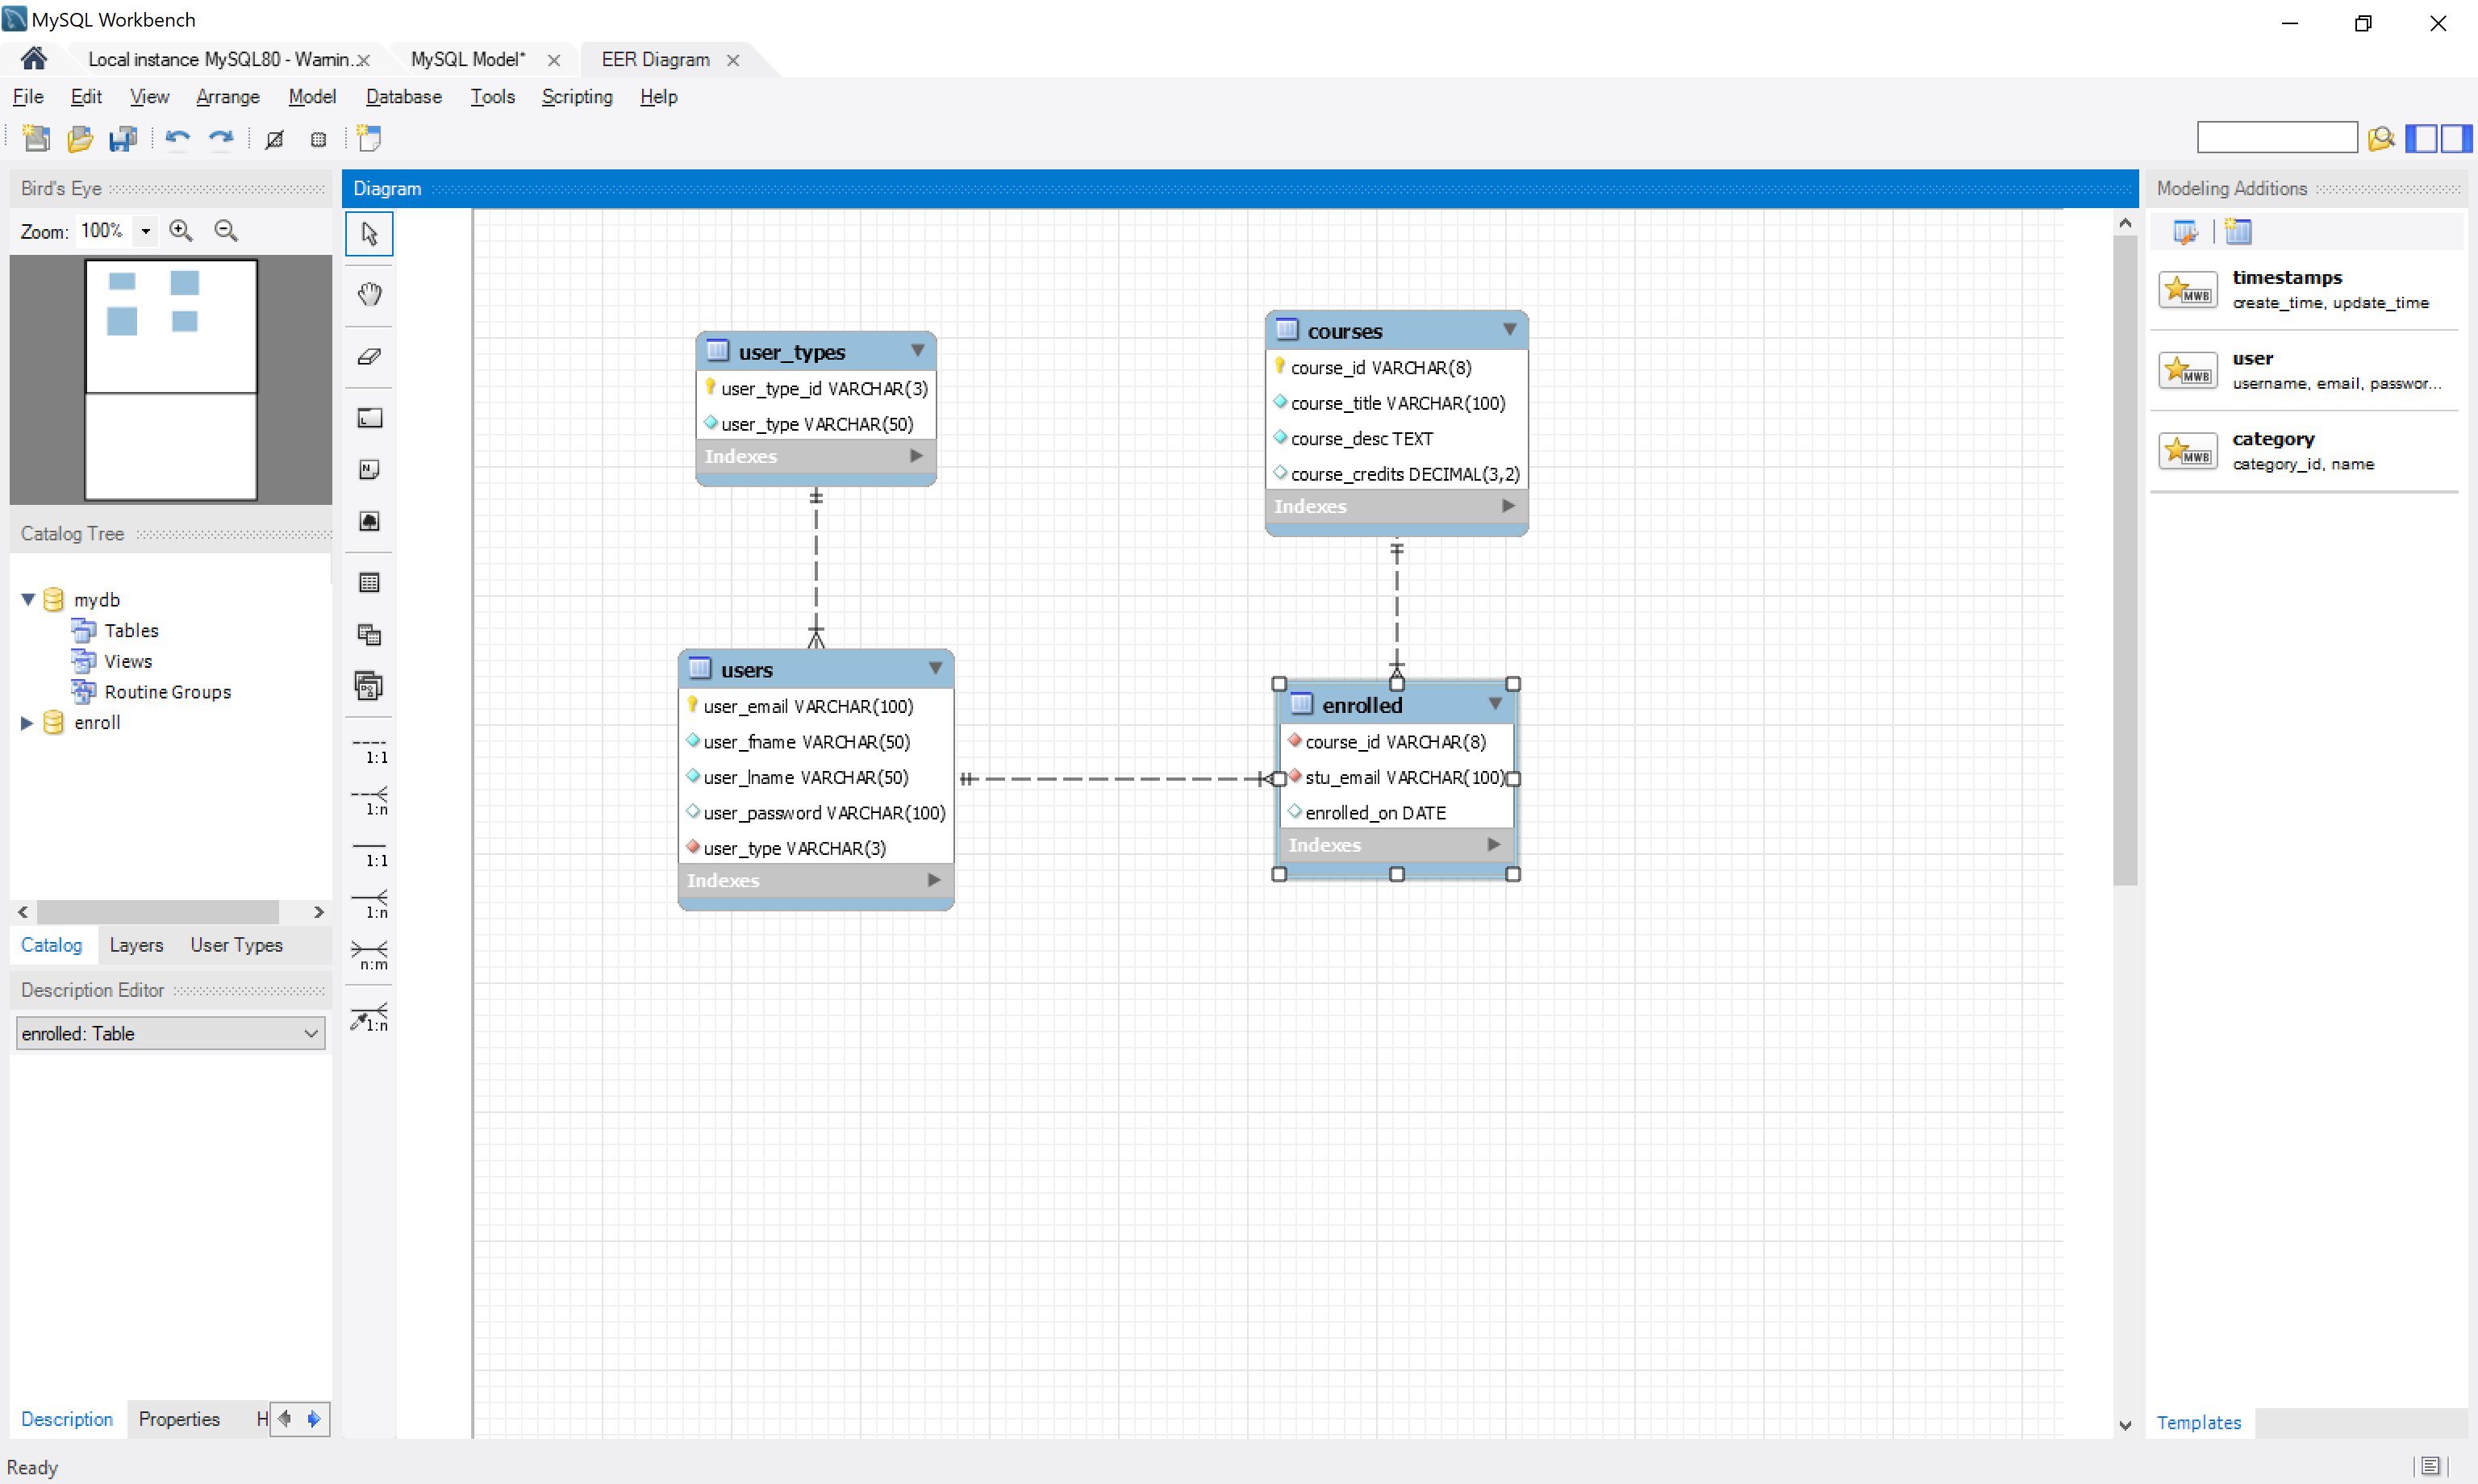 MySQL Workbench
Local instance MySQL80 - Warnin...
MySQL Model*
EER Diagram
File Edit View Arrange Model Database Tools Scripting Help
Bird's Eye
Zoom: 100%
Catalog Tree
mydb
Tables
Views
Routine Groups
enroll
Catalog Layers User Types
Description Editor
enrolled: Table
Description Properties H
Ready
Diagram
1:1
1:n
1:1
1:n
n:m
1:n
user_types
user_type_id VARCHAR(3)
user_type VARCHAR(50)
Indexes
courses
course_id VARCHAR(8)
course_title VARCHAR(100)
course_desc TEXT
course_credits DECIMAL(3,2)
Indexes
users
user_email VARCHAR(100)
user_fname VARCHAR(50)
user_lname VARCHAR(50)
user_password VARCHAR(100)
user_type VARCHAR(3)
Indexes
enrolled
course_id VARCHAR(8)
stu_email VARCHAR(100)
enrolled_on DATE
Indexes
Modeling Additions
MWB
timestamps
create_time, update_time
MWB
user
username, email, passwor...
MWB
category
category_id, name
Templates